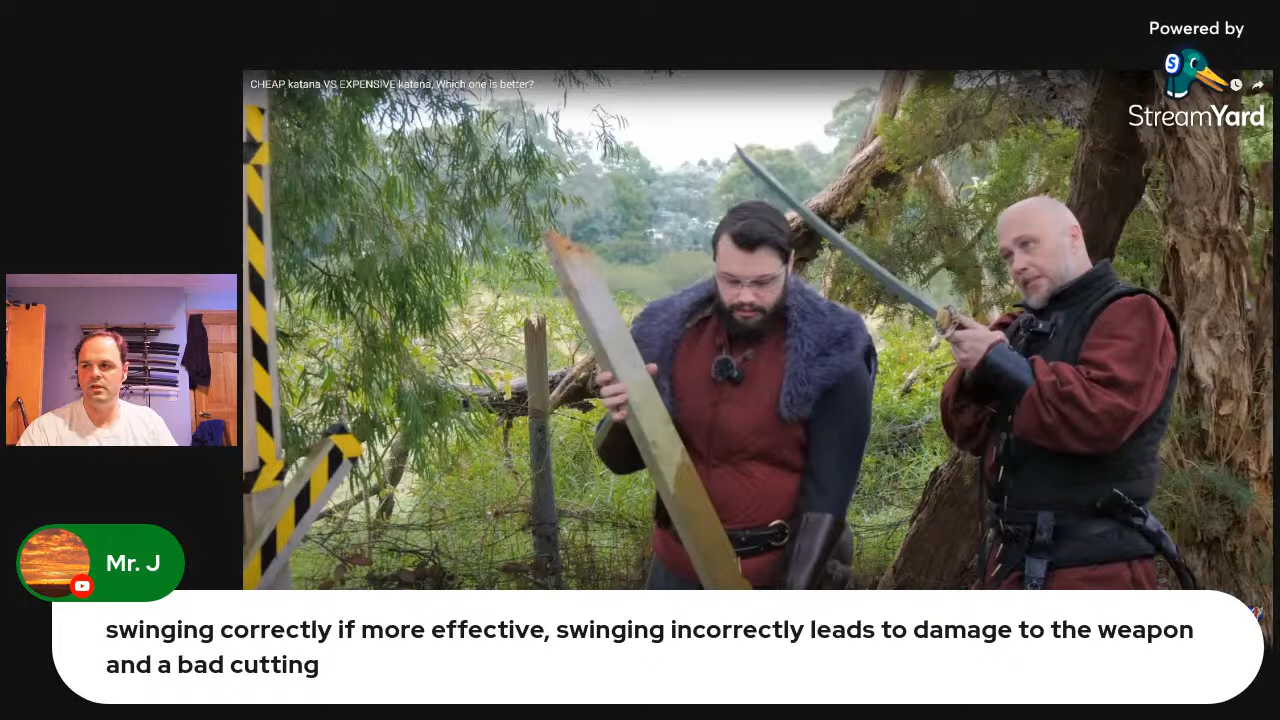 Powered by
CHEAP katana VS EXPENSIVE katana, Which one is better?
S
StreamYard
Mr. J
swinging correctly if more effective, swinging incorrectly leads to damage to the weapon
and a bad cutting